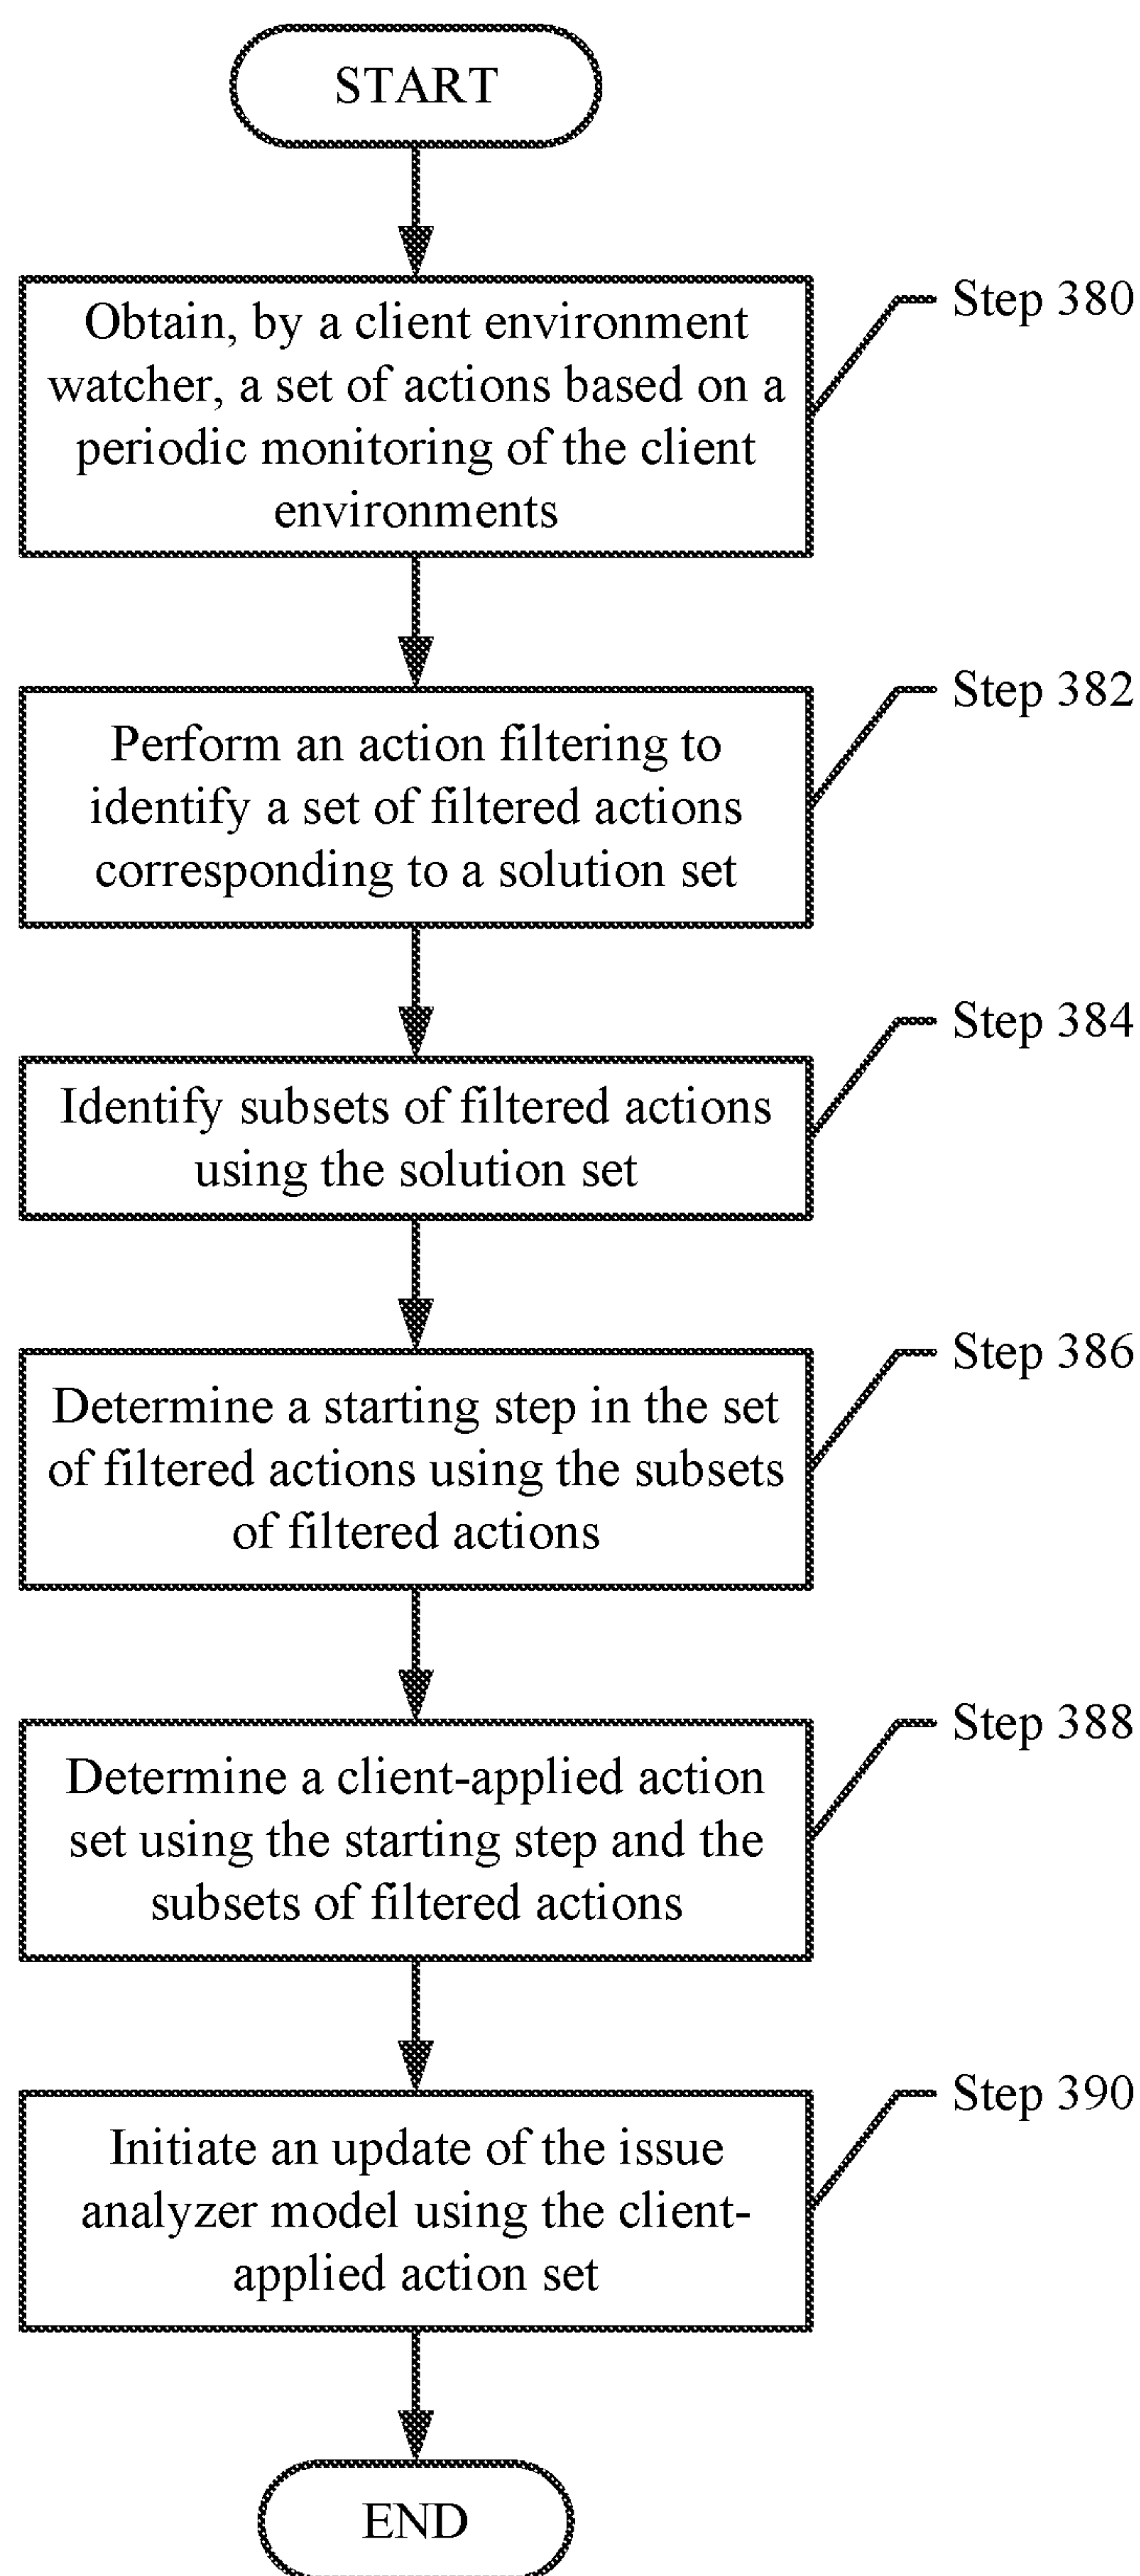 START
Obtain, by a client environment
watcher, a set of actions based on a
periodic monitoring of the client
environments
Step 380
Perform an action filtering to
identify a set of filtered actions
corresponding to a solution set
Step 382
Identify subsets of filtered actions
using the solution set
Step 384
Determine a starting step in the set
of filtered actions using the subsets
of filtered actions
Step 386
Determine a client-applied action
set using the starting step and the
subsets of filtered actions
Step 388
Initiate an update of the issue
analyzer model using the client-
applied action set
Step 390
END